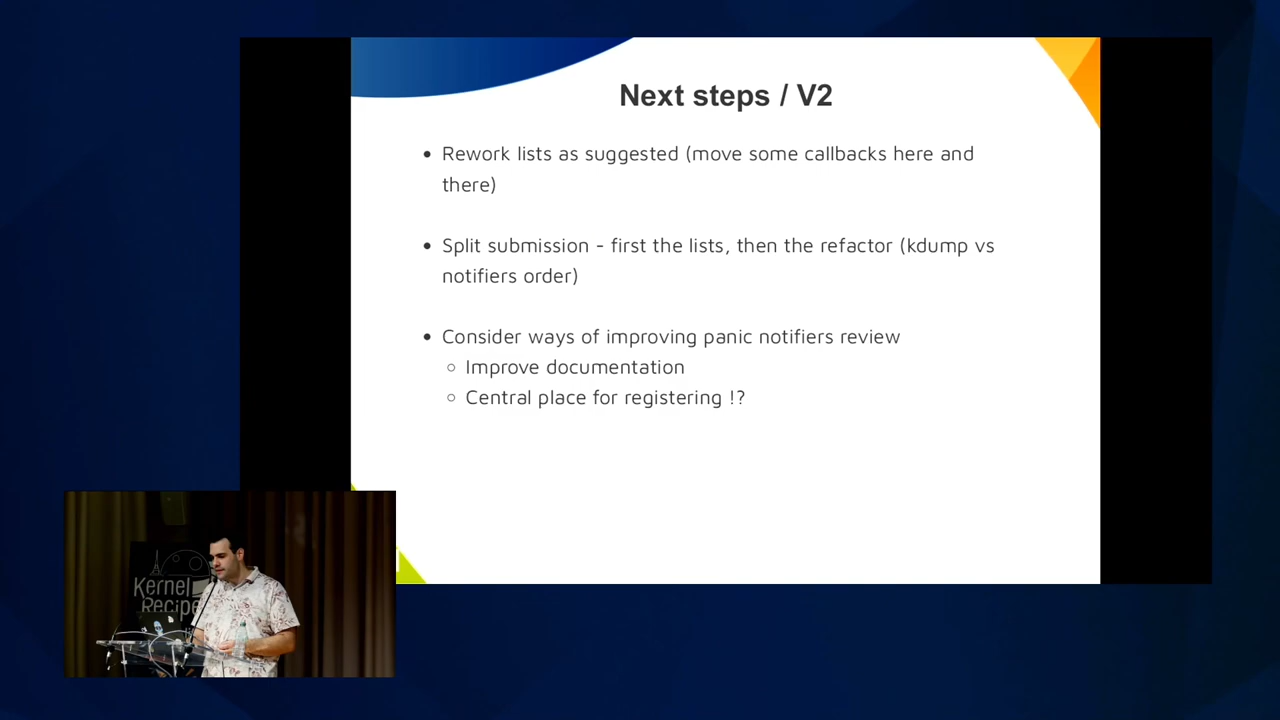 Next steps / V2
• Rework lists as suggested (move some callbacks here and
there)
• Split submission - first the lists, then the refactor (kdump vs
notifiers order)
• Consider ways of improving panic notifiers review
○ Improve documentation
○ Central place for registering !?
Kernel
Recipe